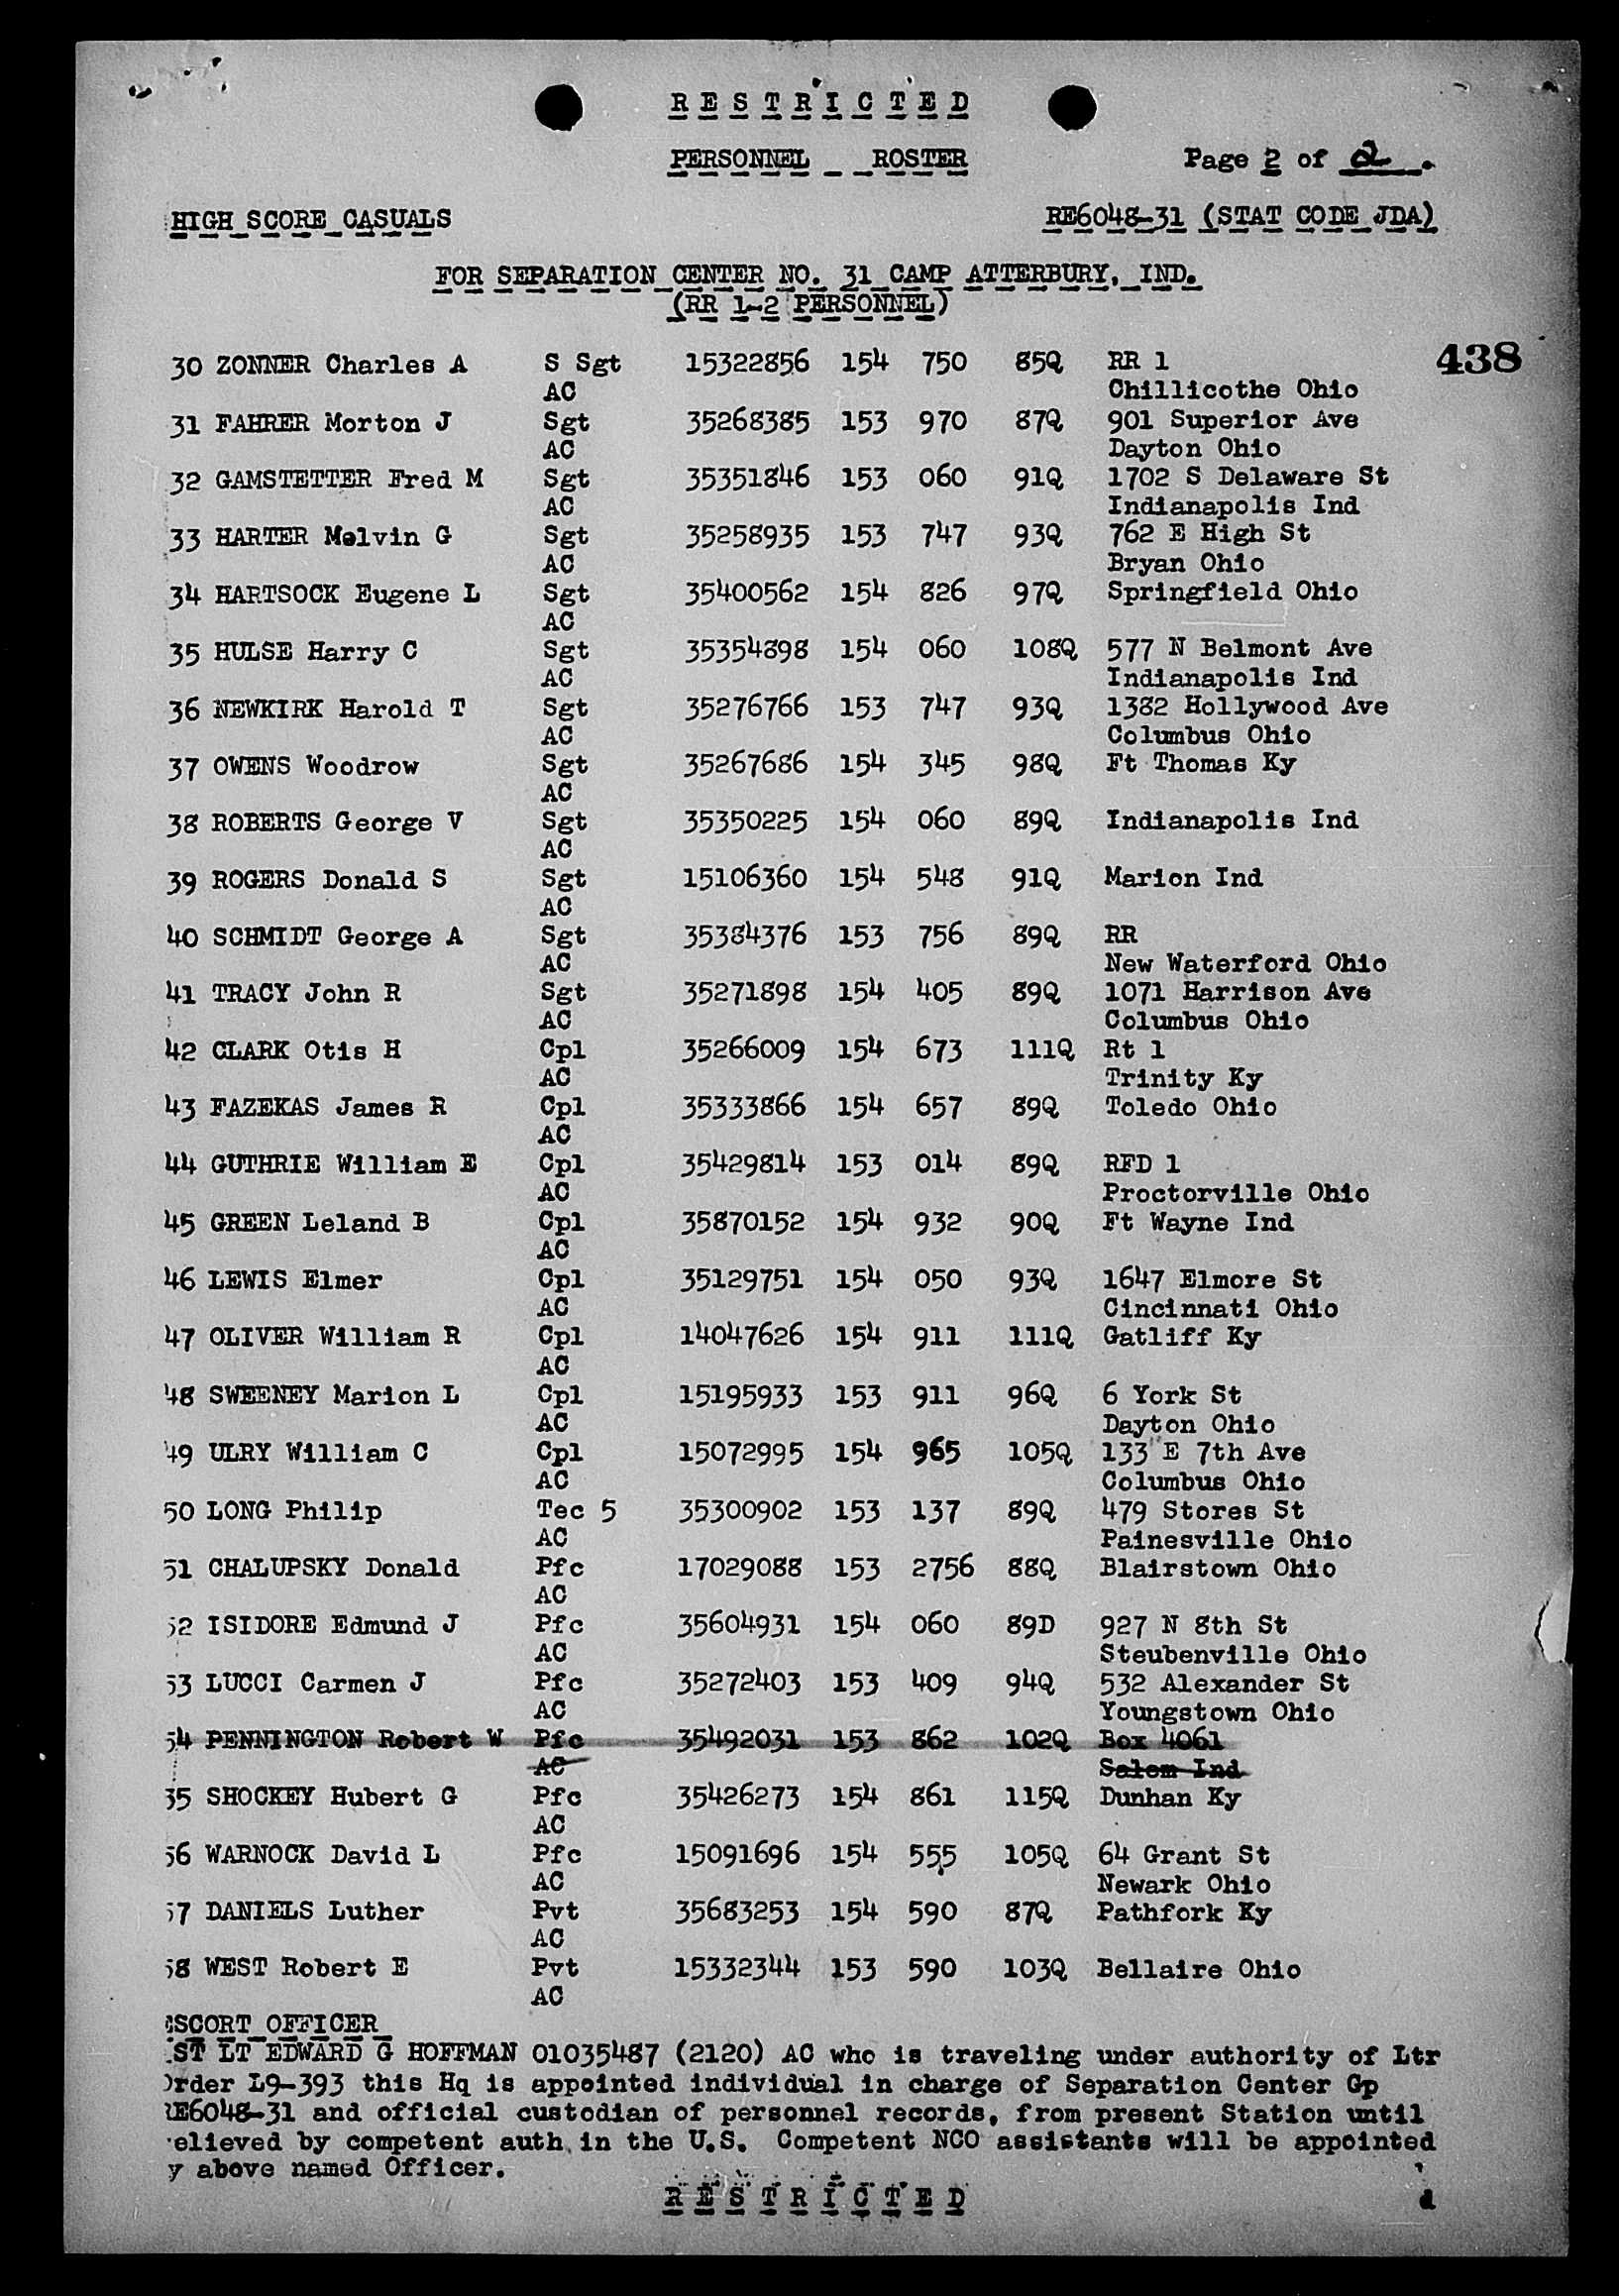 RESTRICTED
PERSONNEL ROSTER Page 2 of 2.
HIGH SCORE CASUALS RE6048-31 (STAT CODE JDA)
FOR SEPARATION CENTER NO. 31 CAMP ATTERBURY, IND.
(RR 1-2 PERSONNEL)
438
30 ZONNER Charles A S Sgt 15322856 154 750 85Q RR 1
AC Chillicothe Ohio
31 FAHRER Morton J Sgt 35268385 153 970 87Q 901 Superior Ave
AC Dayton Ohio
32 GAMSTETTER Fred M Sgt 35351846 153 060 91Q 1702 S Delaware St
AC Indianapolis Ind
33 HARTER Melvin G Sgt 35258935 153 747 93Q 762 E High St
AC Bryan Ohio
34 HARTSOCK Eugene L Sgt 35400562 154 826 97Q Springfield Ohio
AC
35 HULSE Harry C Sgt 35354898 154 060 108Q 577 N Belmont Ave
AC Indianapolis Ind
36 NEWKIRK Harold T Sgt 35276766 153 747 93Q 1382 Hollywood Ave
AC Columbus Ohio
37 OWENS Woodrow Sgt 35267686 154 345 98Q Ft Thomas Ky
AC
38 ROBERTS George V Sgt 35350225 154 060 89Q Indianapolis Ind
AC
39 ROGERS Donald S Sgt 15106360 154 548 91Q Marion Ind
AC
40 SCHMIDT George A Sgt 35384376 153 756 89Q RR
AC New Waterford Ohio
41 TRACY John R Sgt 35271898 154 405 89Q 1071 Harrison Ave
AC Columbus Ohio
42 CLARK Otis H Cpl 35266009 154 673 111Q Rt 1
AC Trinity Ky
43 FAZEKAS James R Cpl 35333866 154 657 89Q Toledo Ohio
AC
44 GUTHRIE William E Cpl 35429814 153 014 89Q RFD 1
AC Proctorville Ohio
45 GREEN Leland B Cpl 35870152 154 932 90Q Ft Wayne Ind
AC
46 LEWIS Elmer Cpl 35129751 154 050 93Q 1647 Elmore St
AC Cincinnati Ohio
47 OLIVER William R Cpl 14047626 154 911 111Q Gatliff Ky
AC
48 SWEENEY Marion L Cpl 15195933 153 911 96Q 6 York St
AC Dayton Ohio
49 ULRY William C Cpl 15072995 154 965 105Q 133 E 7th Ave
AC Columbus Ohio
50 LONG Philip Tec 5 35300902 153 137 89Q 479 Stores St
AC Painesville Ohio
51 CHALUPSKY Donald Pfc 17029088 153 2756 88Q Blairstown Ohio
AC
52 ISIDORE Edmund J Pfc 35604931 154 060 89D 927 N 8th St
AC Steubenville Ohio
53 LUCCI Carmen J Pfc 35272403 153 409 94Q 532 Alexander St
AC Youngstown Ohio
54 PENNINGTON Robert W Pfc 35492031 153 862 102Q Box 4061
AC Salem Ind
35 SHOCKEY Hubert G Pfc 35426273 154 861 115Q Dunhan Ky
AC
56 WARNOCK David L Pfc 15091696 154 555 105Q 64 Grant St
AC Newark Ohio
57 DANIELS Luther Pvt 35683253 154 590 87Q Pathfork Ky
AC
58 WEST Robert E Pvt 15332344 153 590 103Q Bellaire Ohio
AC
ESCORT OFFICER
1ST LT EDWARD G HOFFMAN 01035487 (2120) AC who is traveling under authority of Ltr
Order L9-393 this Hq is appointed individual in charge of Separation Center Gp
RE6048-31 and official custodian of personnel records, from present Station until
relieved by competent auth in the U.S. Competent NCO assistants will be appointed
y above named Officer.
RESTRICTED